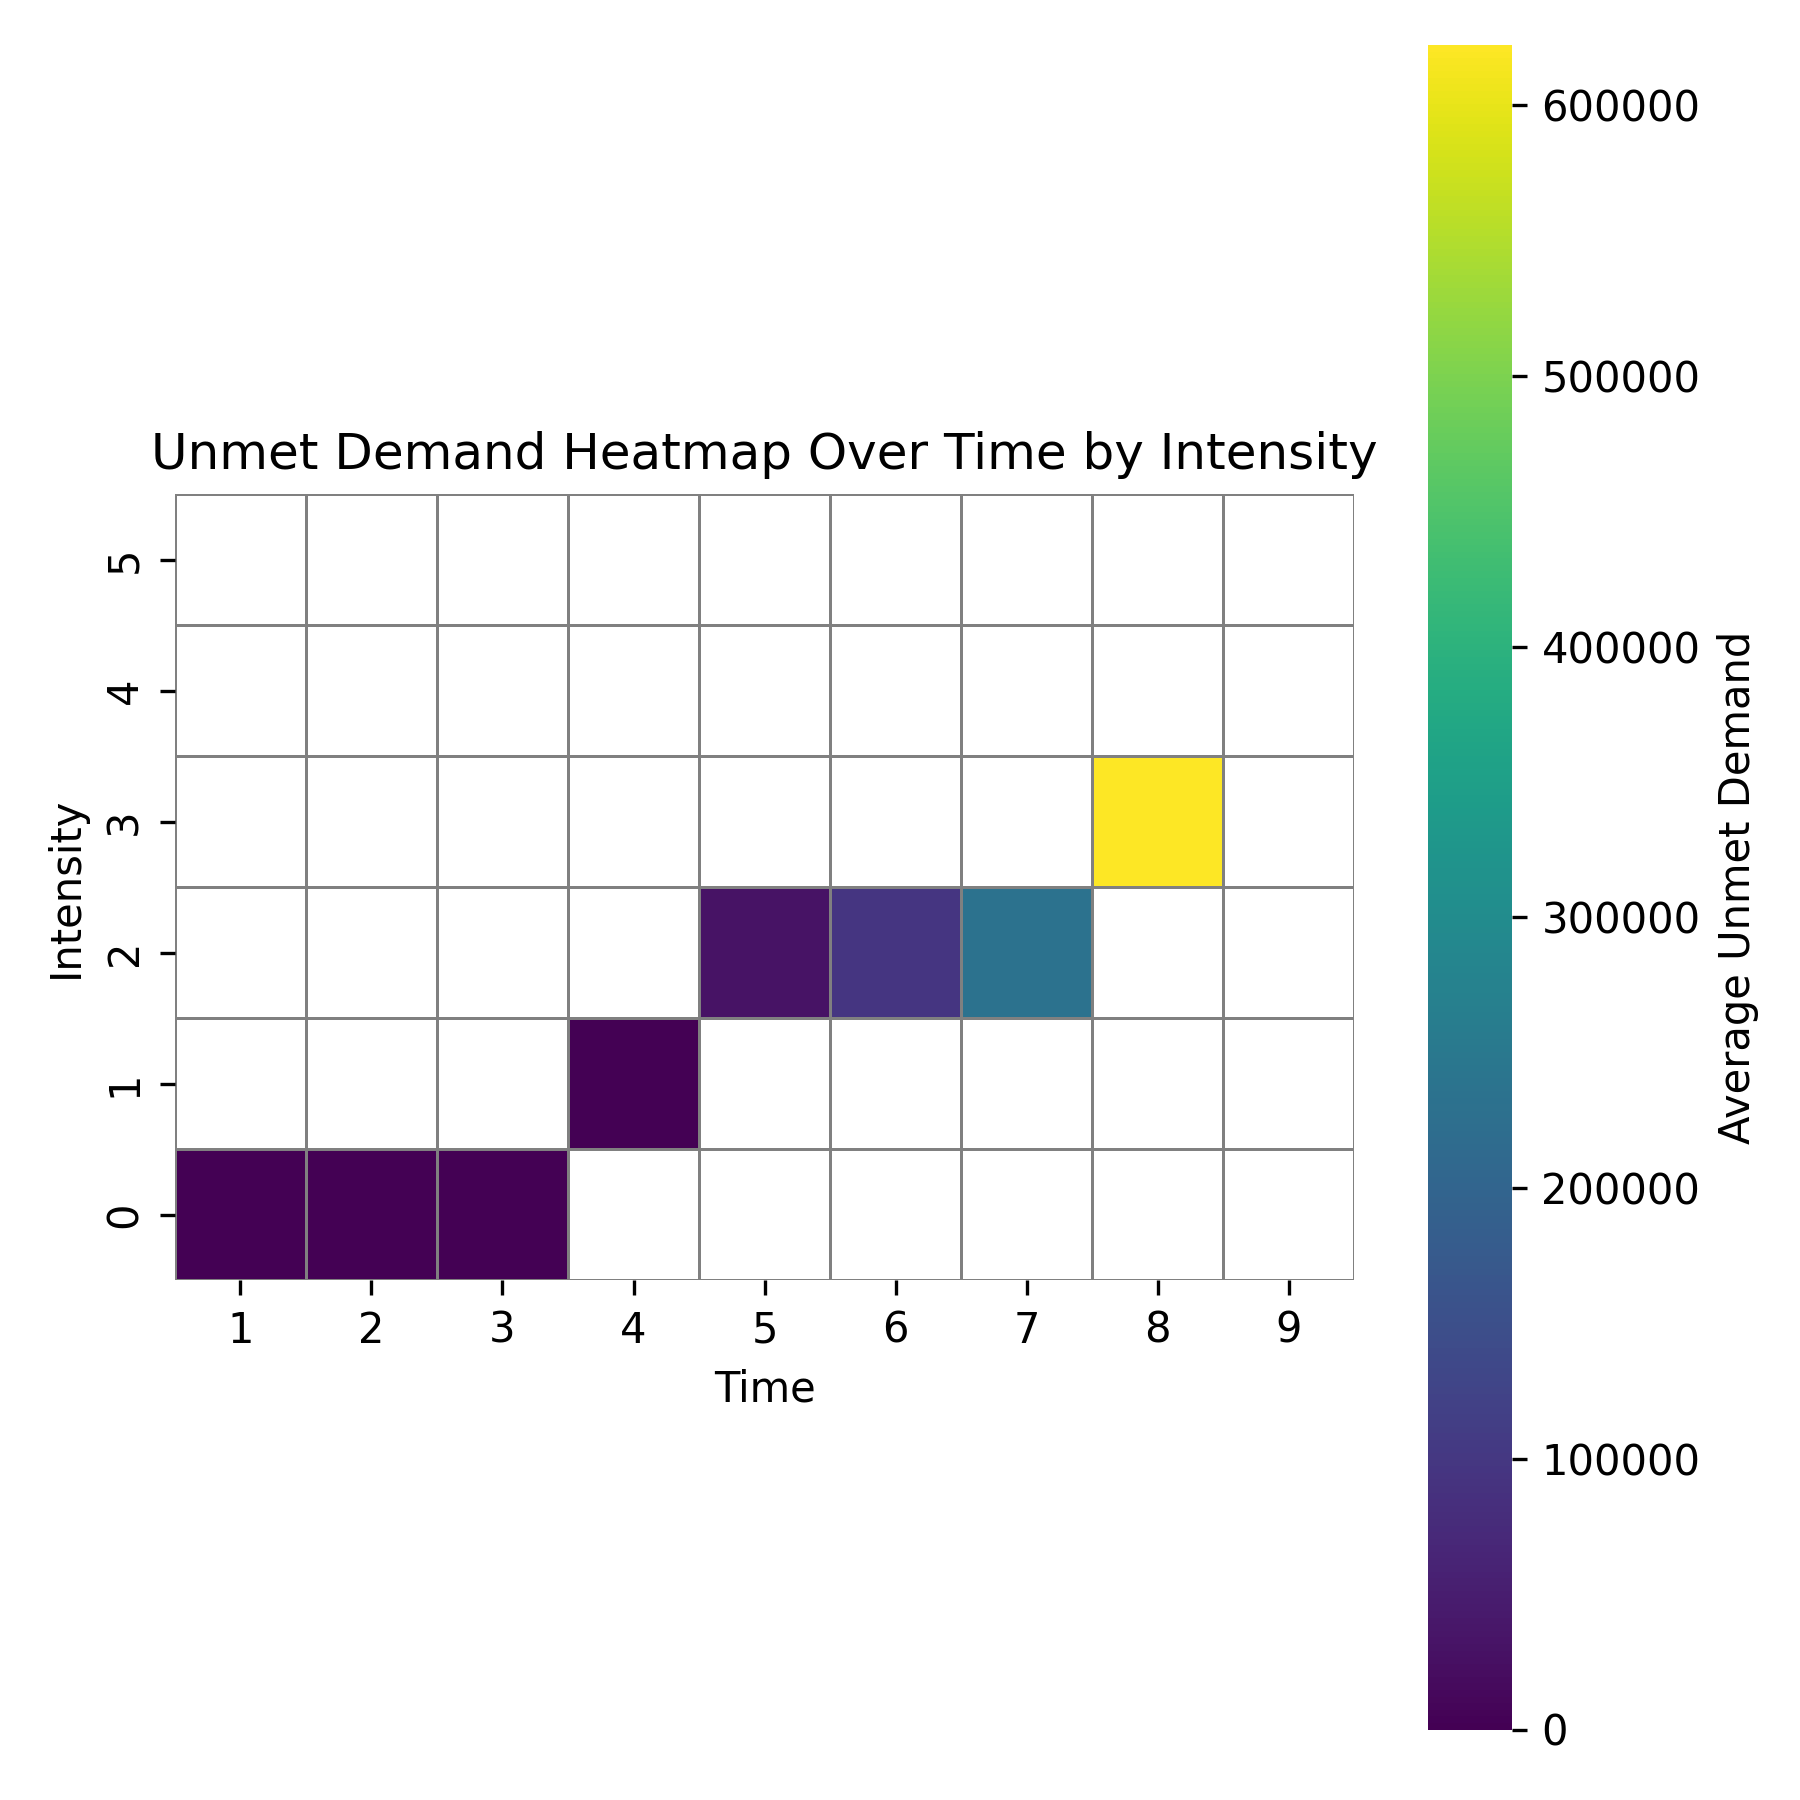 Unmet Demand Heatmap Over Time by Intensity
Intensity
5
4
3
2
1
0
1 2 3 4 5 6 7 8 9
Time
600000
500000
400000
300000
200000
100000
0
Average Unmet Demand